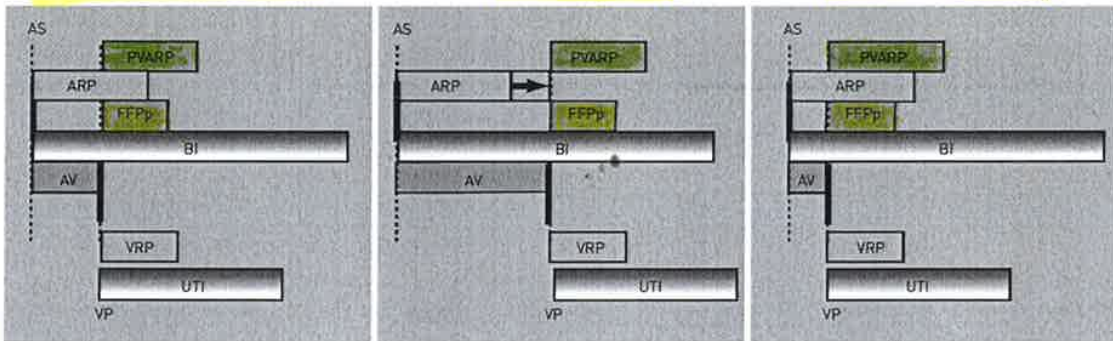 AS
PVARP
ARP
FFPp
BI
AV
VRP
UTI
VP
AS
PVARP
ARP
FFPp
BI
AV
VRP
UTI
VP
AS
PVARP
ARP
FFPp
BI
AV
VRP
UTI
VP